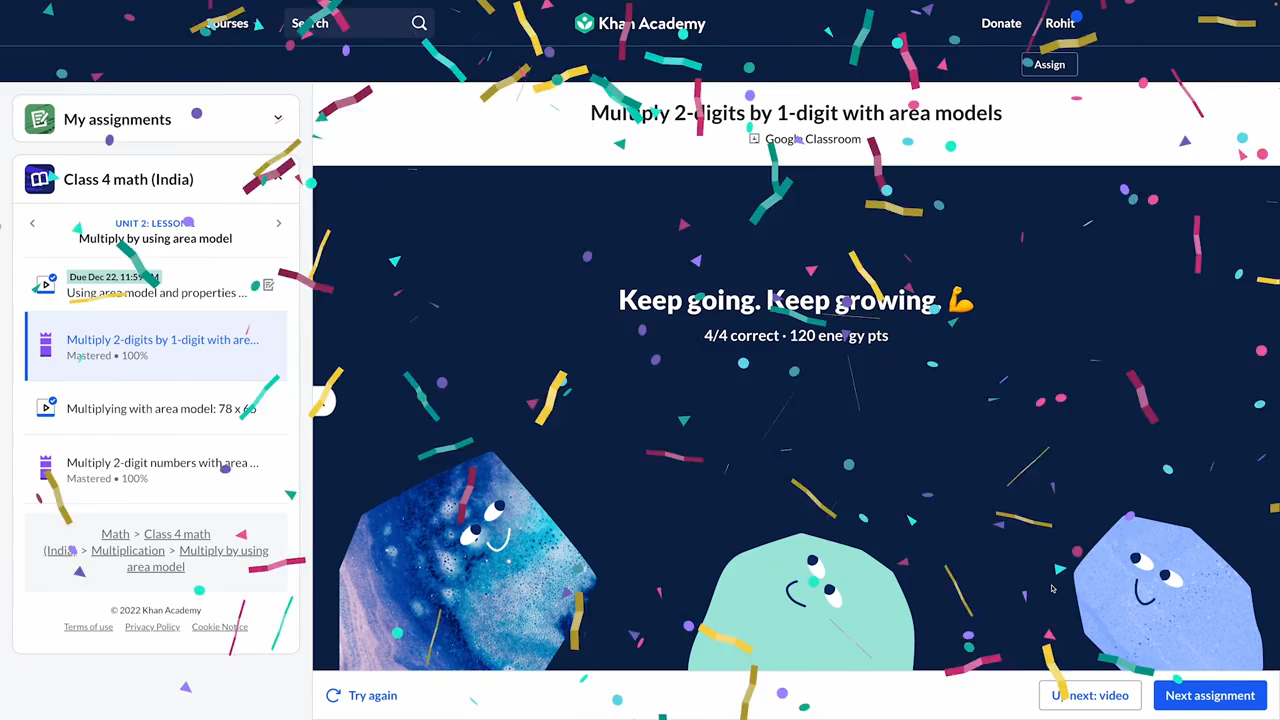 Courses
Search
Khan Academy
Donate
Rohit
Assign
My assignments
Class 4 math (India)
UNIT 2: LESSON
Multiply by using area model
Due Dec 22, 11:59
Using area model and properties ...
Multiply 2-digits by 1-digit with are...
Mastered • 100%
Multiplying with area model: 78 x
Multiply 2-digit numbers with area ...
Mastered • 100%
Math > Class 4 math
(India) > Multiplication > Multiply by using
area model
© 2022 Khan Academy
Terms of use Privacy Policy Cookie Notice
Multiply 2-digits by 1-digit with area models
Google Classroom
Keep going. Keep growing. 💪
4/4 correct · 120 energy pts
Try again
Up next: video
Next assignment